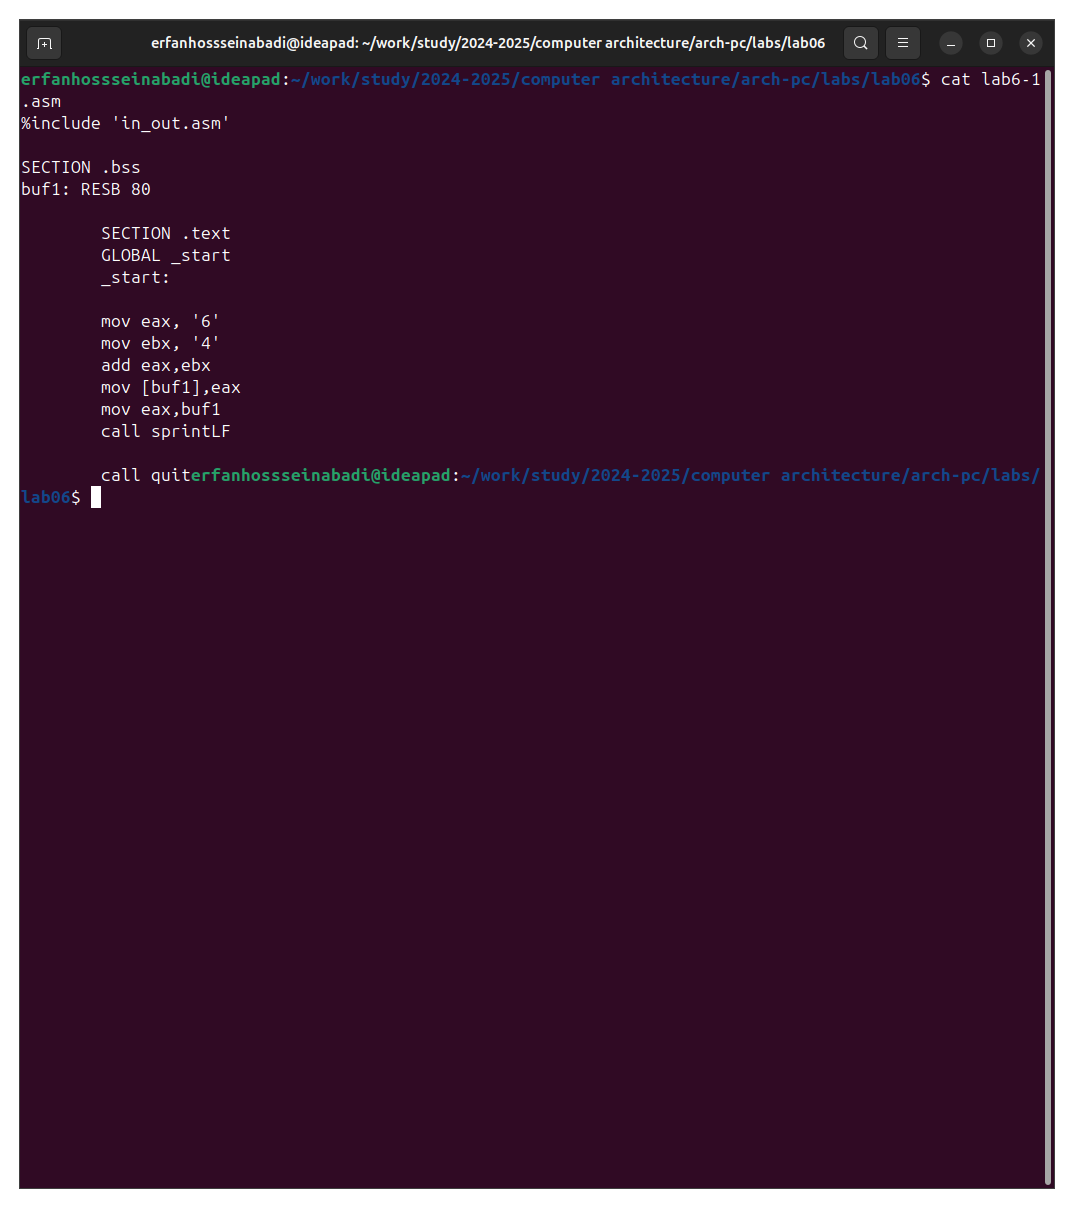 erfanhossseinabadi@ideapad: ~/work/study/2024-2025/computer architecture/arch-pc/labs/lab06
erfanhossseinabadi@ideapad:~/work/study/2024-2025/computer architecture/arch-pc/labs/lab06$ cat lab6-1
.asm
%include 'in_out.asm'
SECTION .bss
buf1: RESB 80
SECTION .text
GLOBAL _start
_start:
mov eax, '6'
mov ebx, '4'
add eax,ebx
mov [buf1],eax
mov eax,buf1
call sprintLF
call quiterfanhossseinabadi@ideapad:~/work/study/2024-2025/computer architecture/arch-pc/labs/
lab06$